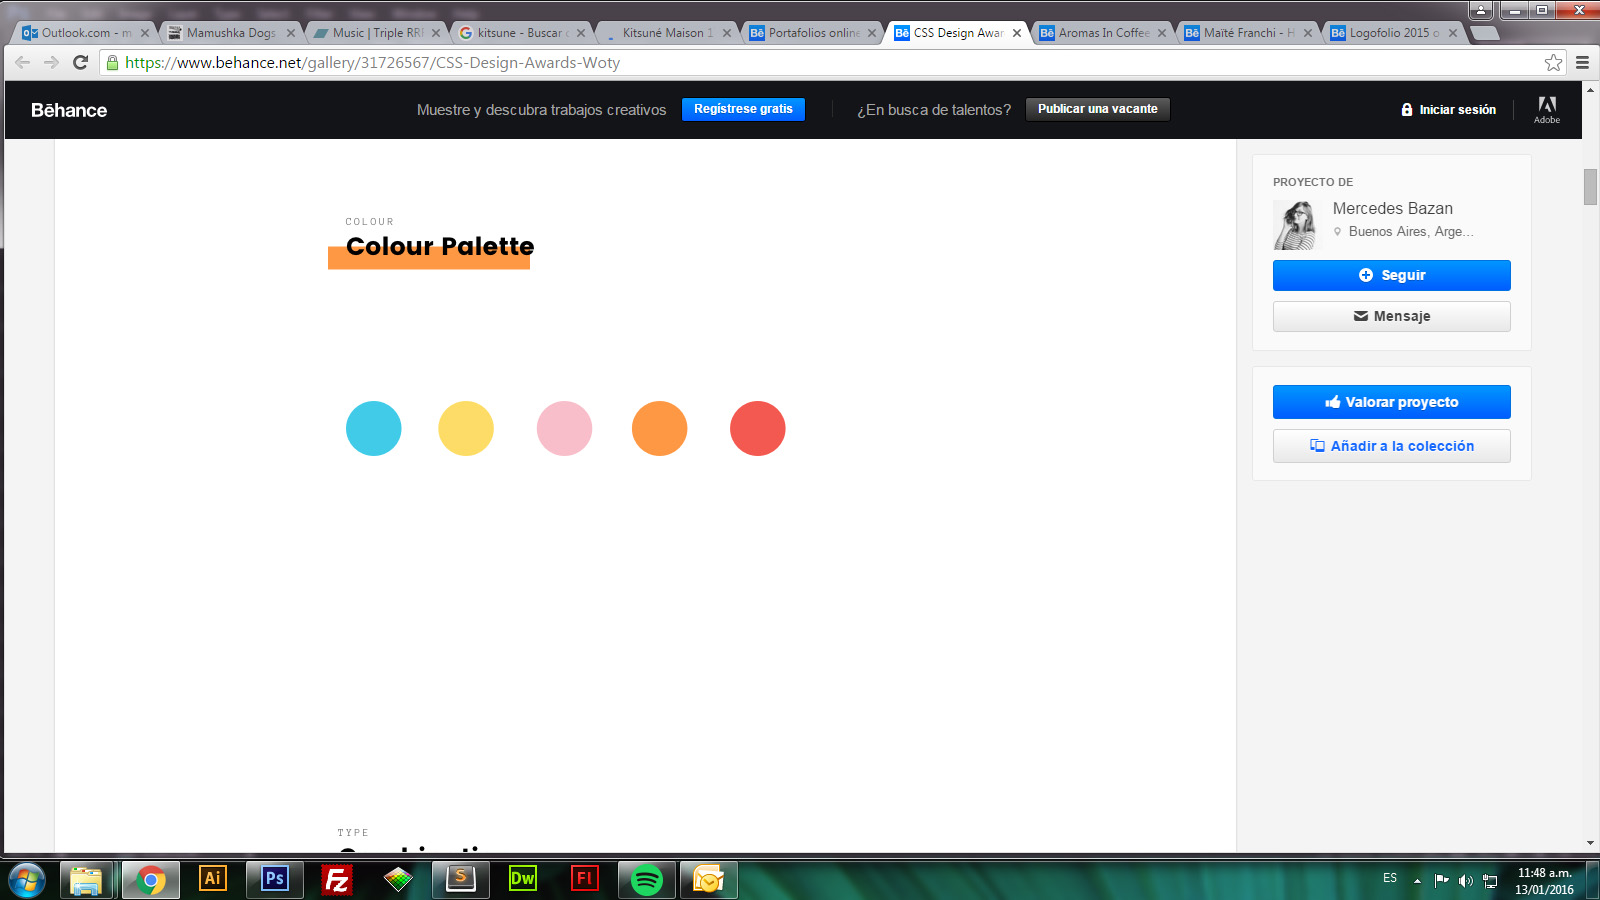 Outlook.com - m
Mamushka Dogs
Music | Triple RRR
kitsune - Buscar c
Kitsuné Maison 1
Portafolios online
CSS Design Awar
Aromas In Coffee
Maïté Franchi - H
Logofolio 2015 o
https://www.behance.net/gallery/31726567/CSS-Design-Awards-Woty
Bēhance
Muestre y descubra trabajos creativos
Regístrese gratis
¿En busca de talentos?
Publicar una vacante
Iniciar sesión
Adobe
COLOUR
Colour Palette
PROYECTO DE
Mercedes Bazan
Buenos Aires, Arge...
Seguir
Mensaje
Valorar proyecto
Añadir a la colección
TYPE
Ai
Ps
Fz
S
Dw
Fl
ES
11:48 a.m.
13/01/2016